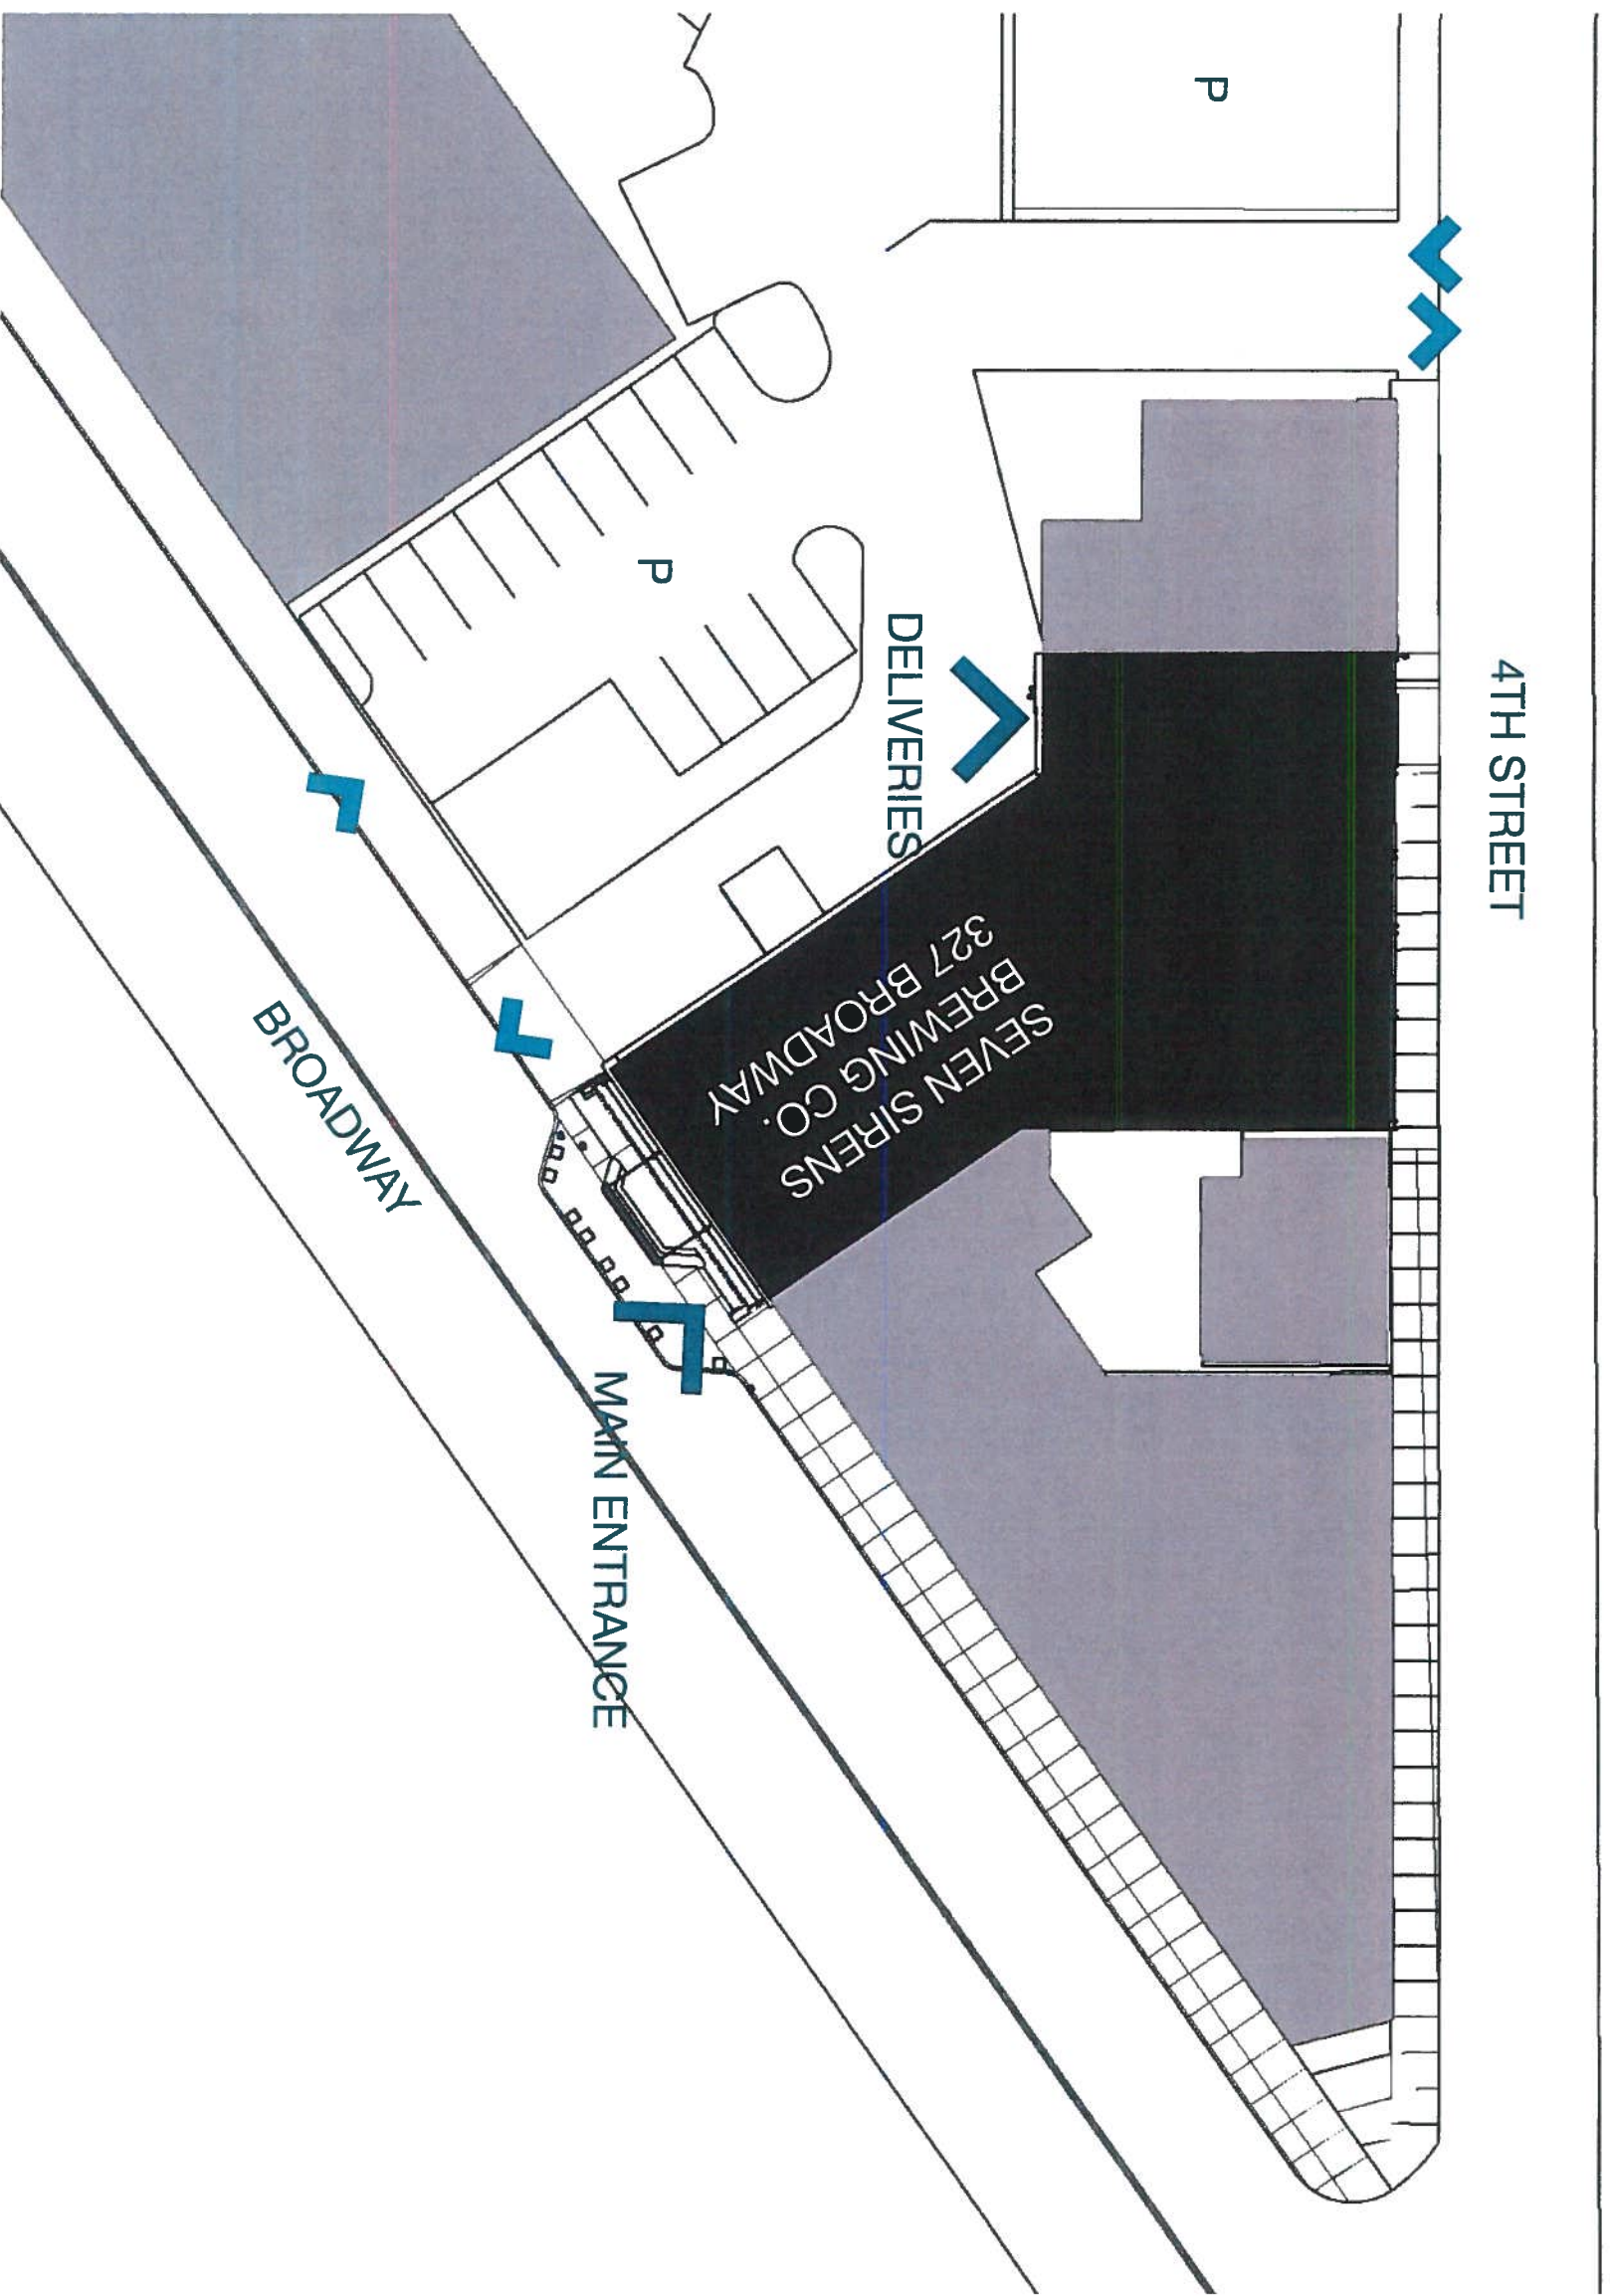 4TH STREET
P
DELIVERIES
P
SEVEN SIRENS
BREWING CO.
327 BROADWAY
BROADWAY
MAIN ENTRANCE